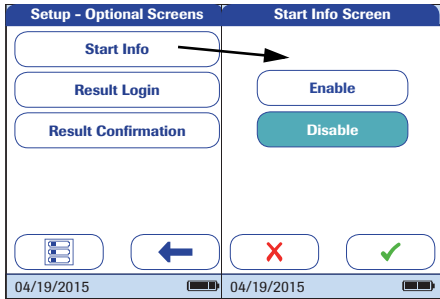 Setup - Optional Screens
Start Info
Result Login
Result Confirmation
04/19/2015
Start Info Screen
Enable
Disable
04/19/2015